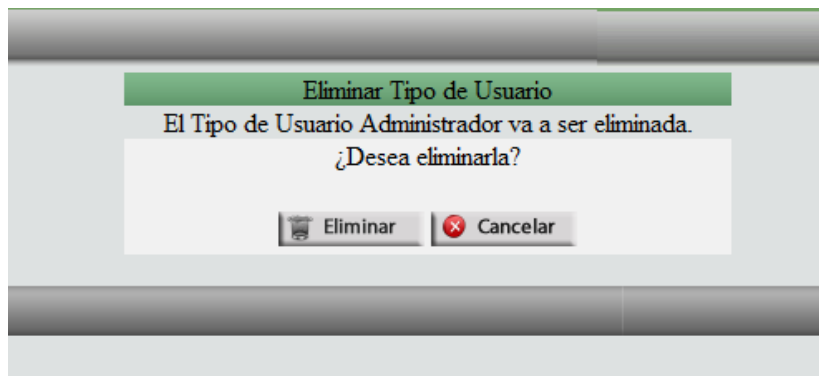 Eliminar Tipo de Usuario
El Tipo de Usuario Administrador va a ser eliminada.
¿Desea eliminarla?
Eliminar Cancelar